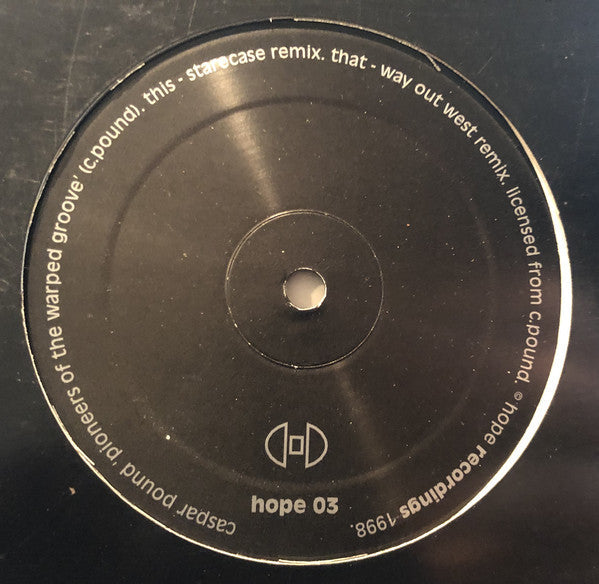 caspar pound 'pioneers of the warped groove' (c.pound). this - starecase remix. that - way out west remix. licensed from c.pound. ©hope recordings 1998.
hope 03